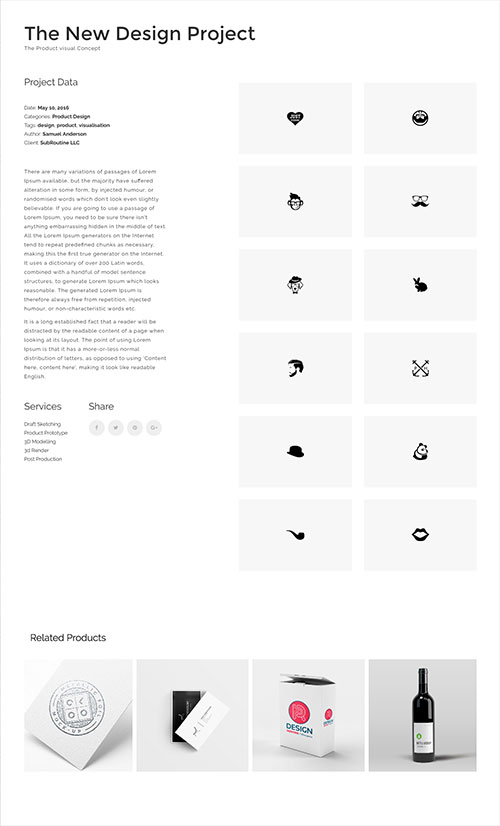 The New Design Project
The Product visual Concept
Project Data
Date: May 10, 2016
Categories: Product Design
Tags: design, product, visualisation
Author: Samuel Anderson
Client: SubRoutine LLC
There are many variations of passages of Lorem
Ipsum available, but the majority have suffered
alteration in some form, by injected humour, or
randomised words which don't look even slightly
believable. If you are going to use a passage of
Lorem Ipsum, you need to be sure there isn't
anything embarrassing hidden in the middle of text.
All the Lorem Ipsum generators on the Internet
tend to repeat predefined chunks as necessary,
making this the first true generator on the Internet.
It uses a dictionary of over 200 Latin words,
combined with a handful of model sentence
structures, to generate Lorem Ipsum which looks
reasonable. The generated Lorem Ipsum is
therefore always free from repetition, injected
humour, or non-characteristic words etc.
It is a long established fact that a reader will be
distracted by the readable content of a page when
looking at its layout. The point of using Lorem
Ipsum is that it has a more-or-less normal
distribution of letters, as opposed to using 'Content
here, content here', making it look like readable
English.
Services
Draft Sketching
Product Prototype
3D Modelling
3d Render
Post Production
Share
JUST
Related Products
DESIGN